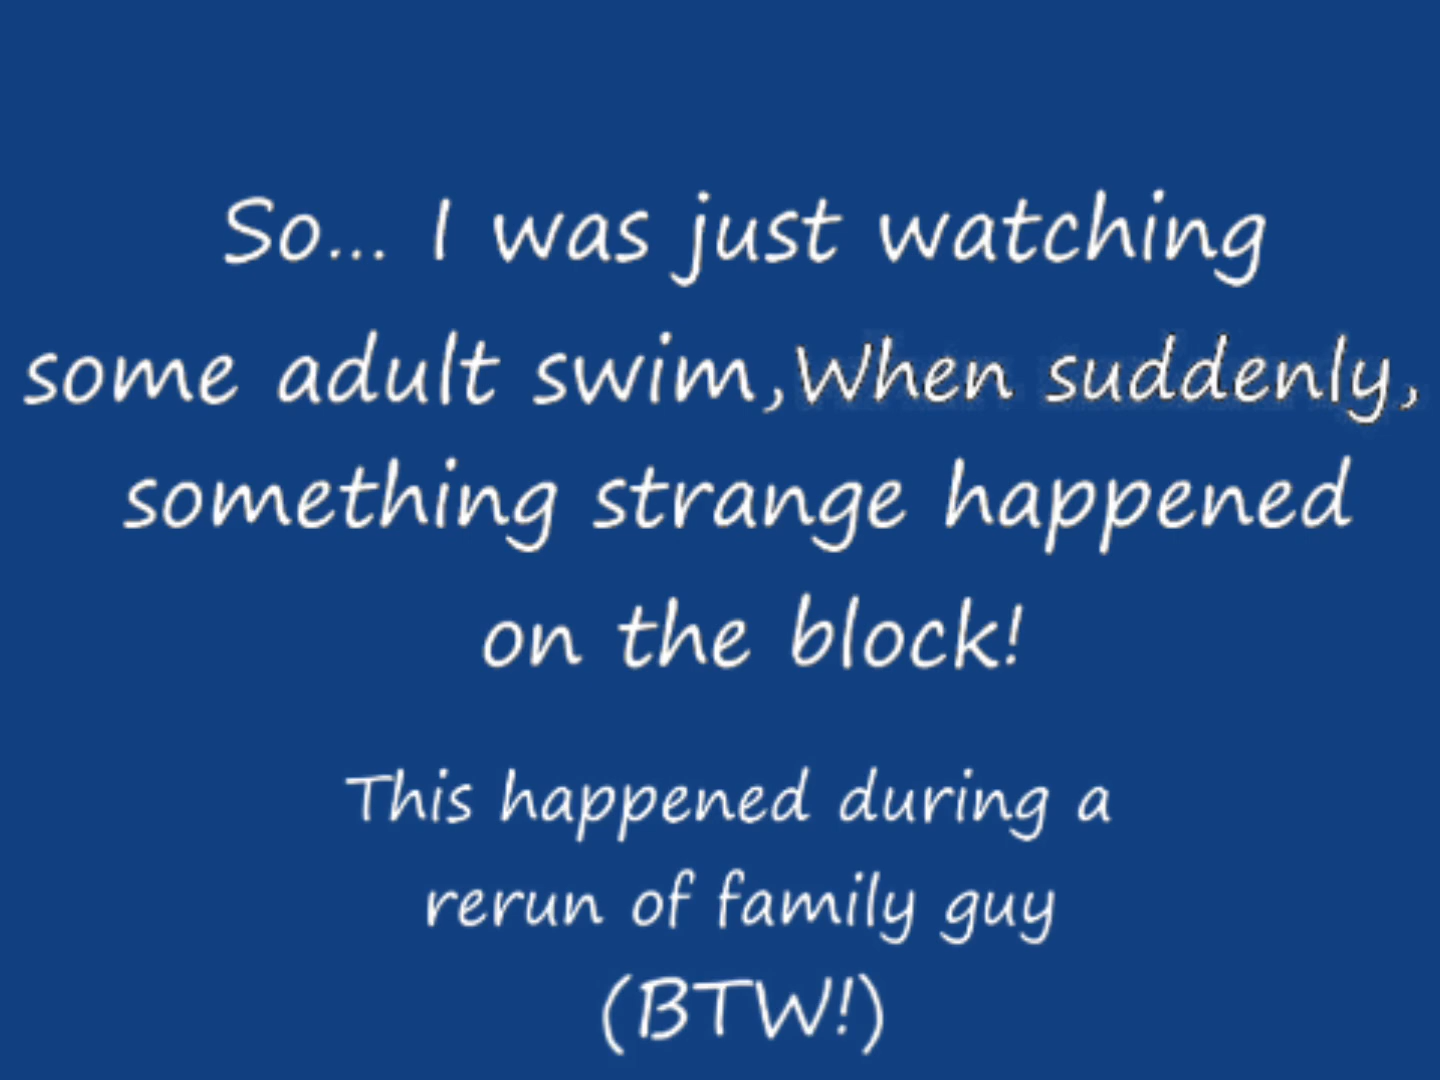 So... I was just watching
some adult swim,When suddenly,
something strange happened
on the block!
This happened during a
rerun of family guy
(BTW!)